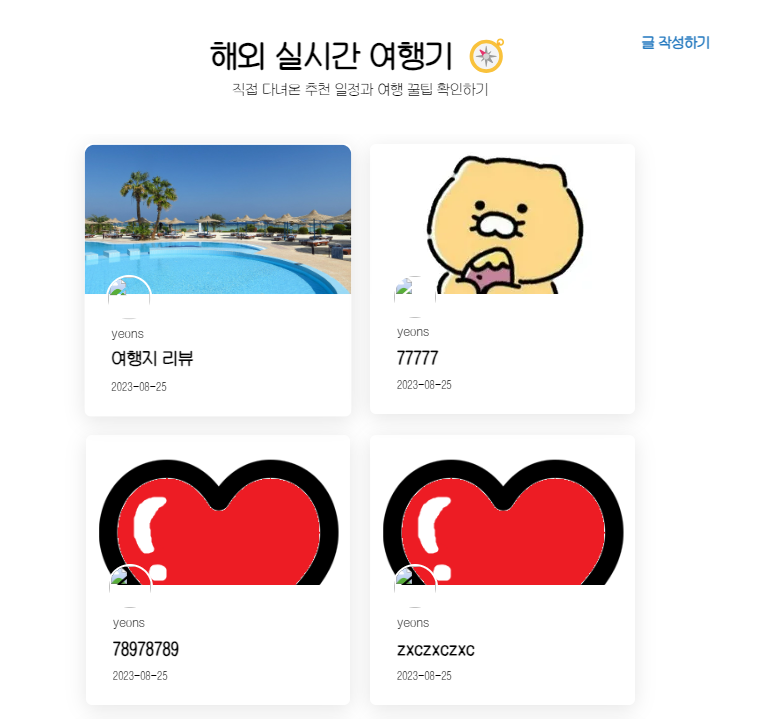 글 작성하기
해외 실시간 여행기
직접 다녀온 추천 일정과 여행 꿀팁 확인하기
yeons
여행지 리뷰
2023-08-25
yeons
77777
2023-08-25
yeons
78978789
2023-08-25
yeons
zxczxczxc
2023-08-25